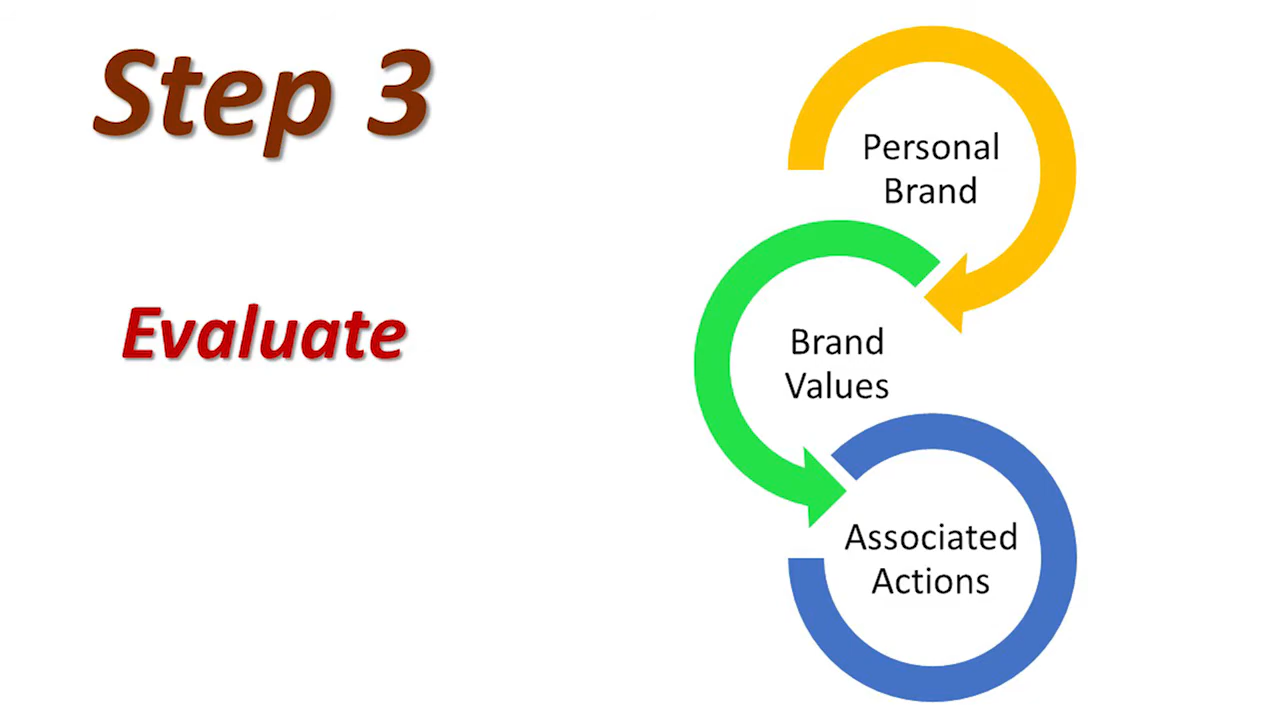 Step 3
Evaluate
Personal
Brand
Brand
Values
Associated
Actions